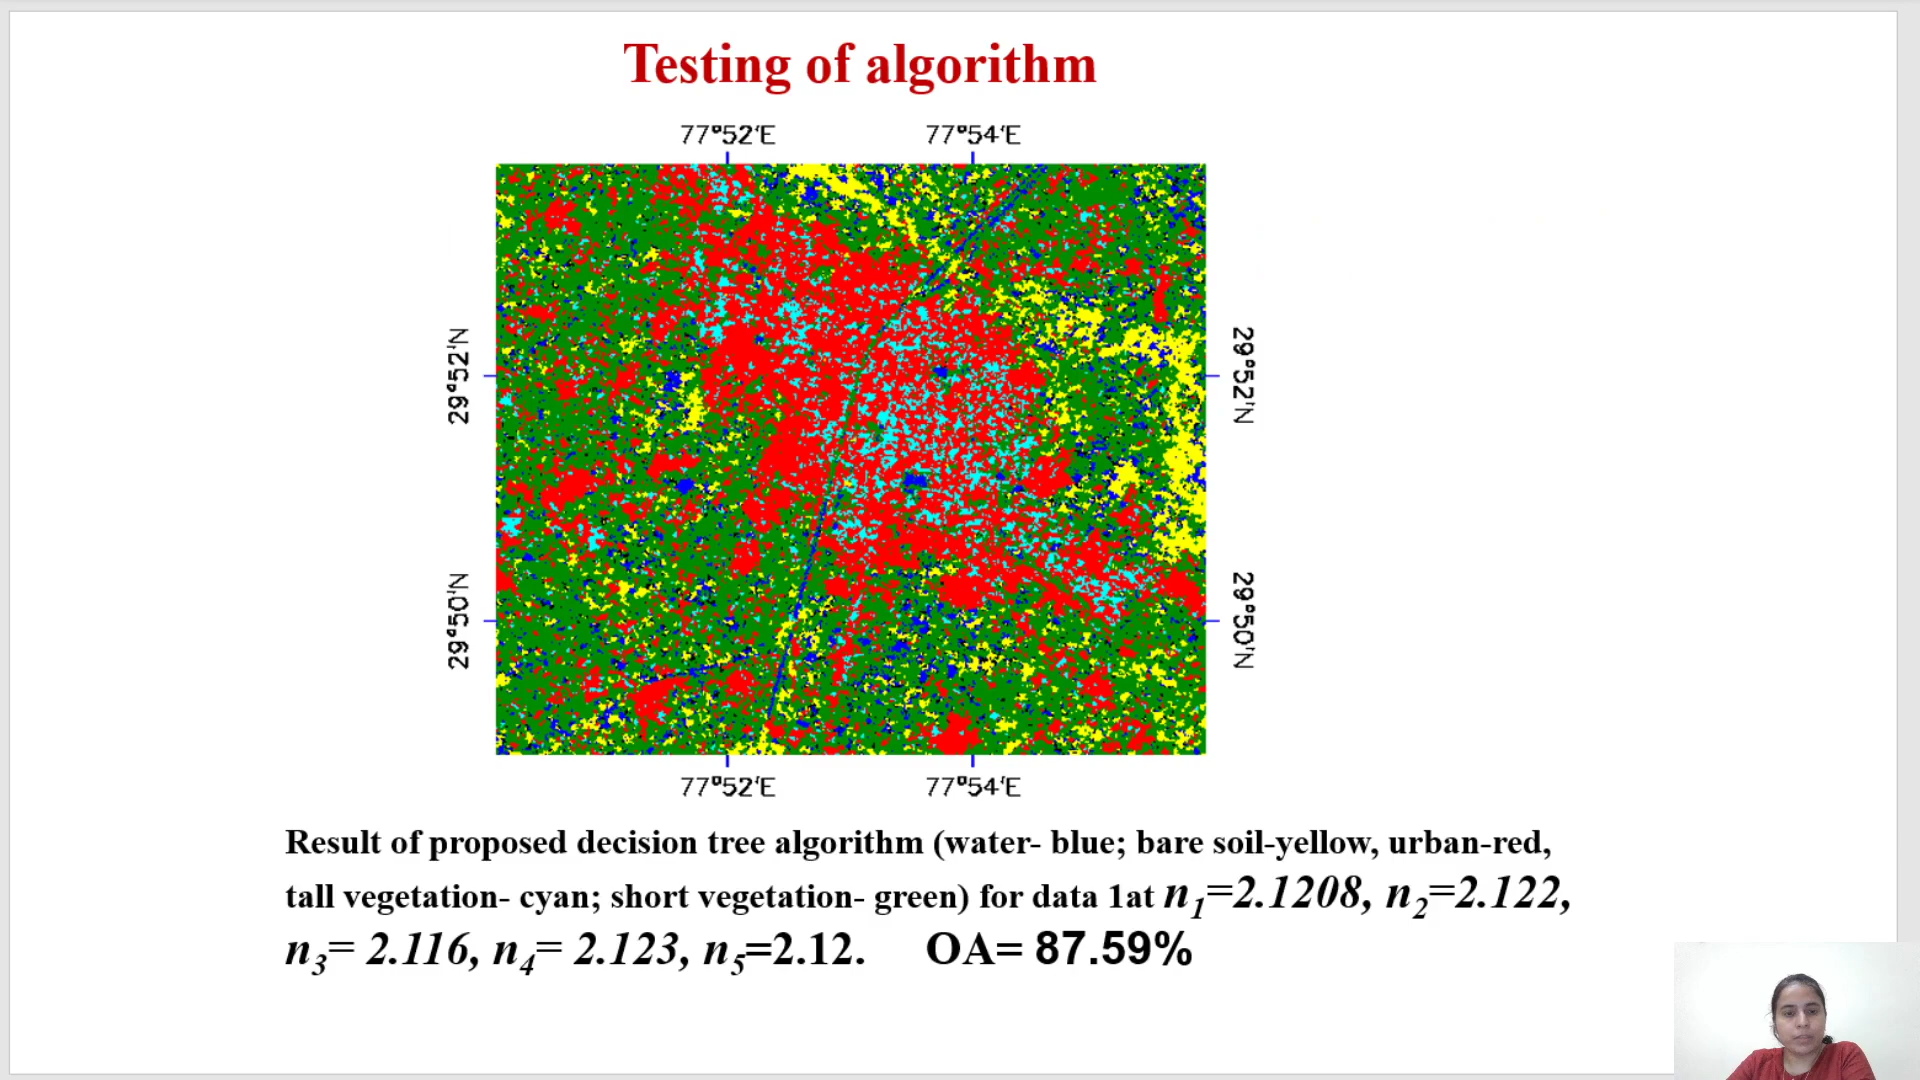 Testing of algorithm
77°52'E 77°54'E
29°52'N 29°52'N
29°50'N 29°50'N
77°52'E 77°54'E
Result of proposed decision tree algorithm (water- blue; bare soil-yellow, urban-red,
tall vegetation- cyan; short vegetation- green) for data 1at n1=2.1208, n2=2.122,
n3= 2.116, n4= 2.123, n5=2.12. OA= 87.59%